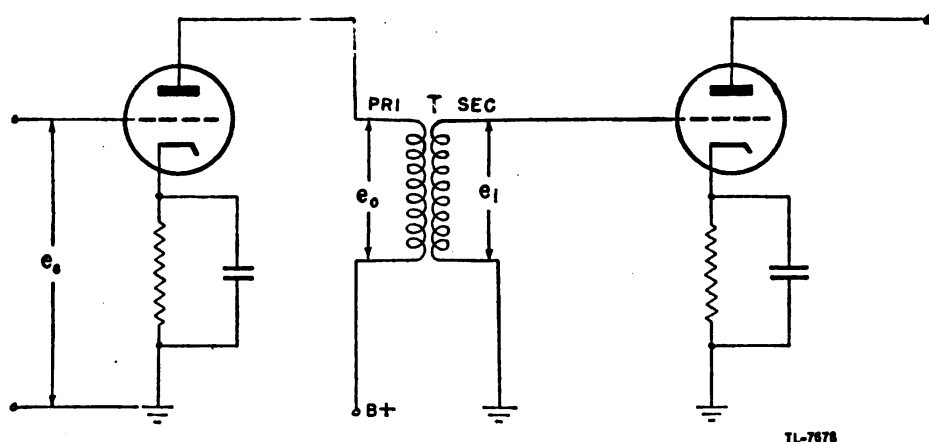 PRI T SEC
e₀ e₁
eₛ
B+
TL-7678